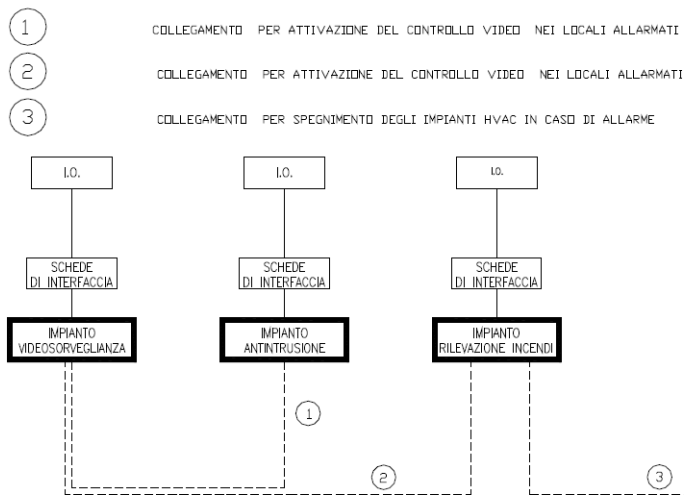 1 COLLEGAMENTO PER ATTIVAZIONE DEL CONTROLLO VIDEO NEI LOCALI ALLARMATI
2 COLLEGAMENTO PER ATTIVAZIONE DEL CONTROLLO VIDEO NEI LOCALI ALLARMATI
3 COLLEGAMENTO PER SPEGNIMENTO DEGLI IMPIANTI HVAC IN CASO DI ALLARME
I.O.
I.O.
I.O.
SCHEDE
DI INTERFACCIA
SCHEDE
DI INTERFACCIA
SCHEDE
DI INTERFACCIA
IMPIANTO
VIDEOSORVEGLIANZA
IMPIANTO
ANTINTRUSIONE
IMPIANTO
RILEVAZIONE INCENDI
1
2
3